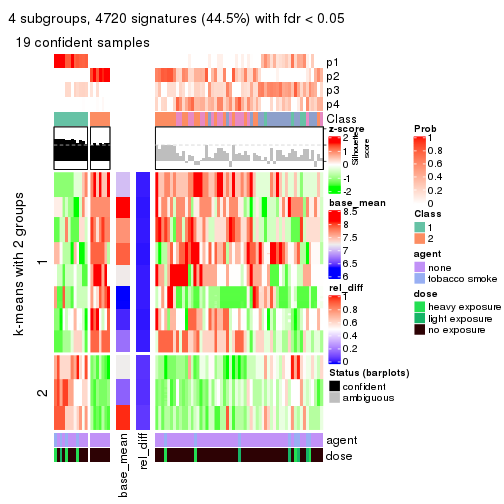 4 subgroups, 4720 signatures (44.5%) with fdr < 0.05
19 confident samples
p1
p2
p3
p4
Class
k-means with 2 groups
1
2
Silhouette score
z-score
2
1
0
-1
-2
base_mean
8.5
8
7.5
7
6.5
6
rel_diff
1
0.8
0.6
0.4
0.2
0
Status (barplots)
confident
ambiguous
Prob
1
0.8
0.6
0.4
0.2
0
Class
1
2
agent
none
tobacco smoke
dose
heavy exposure
light exposure
no exposure
agent
dose
base_mean
rel_diff